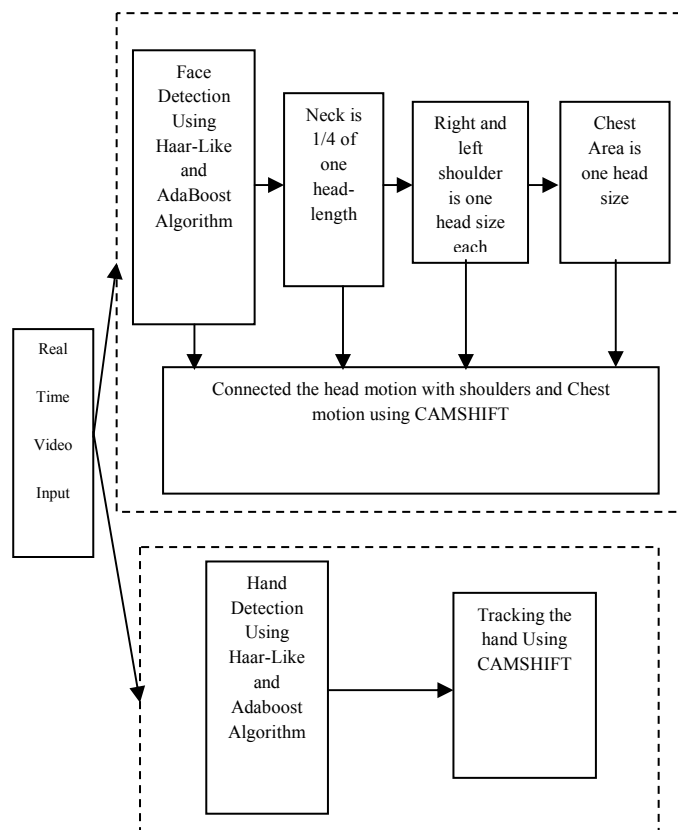 Face
Detection
Using
Haar-Like
and
AdaBoost
Algorithm
Neck is
1/4 of
one
head-
length
Right and
left
shoulder
is one
head size
each
Chest
Area is
one head
size
Connected the head motion with shoulders and Chest
motion using CAMSHIFT
Real
Time
Video
Input
Hand
Detection
Using
Haar-Like
and
Adaboost
Algorithm
Tracking the
hand Using
CAMSHIFT